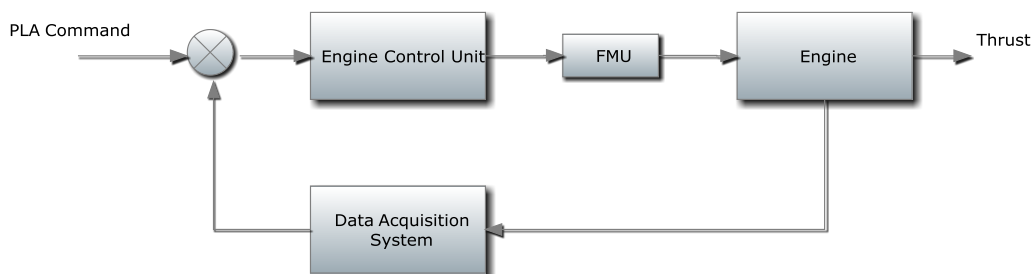 PLA Command
Engine Control Unit
FMU
Engine
Thrust
Data Acquisition
System